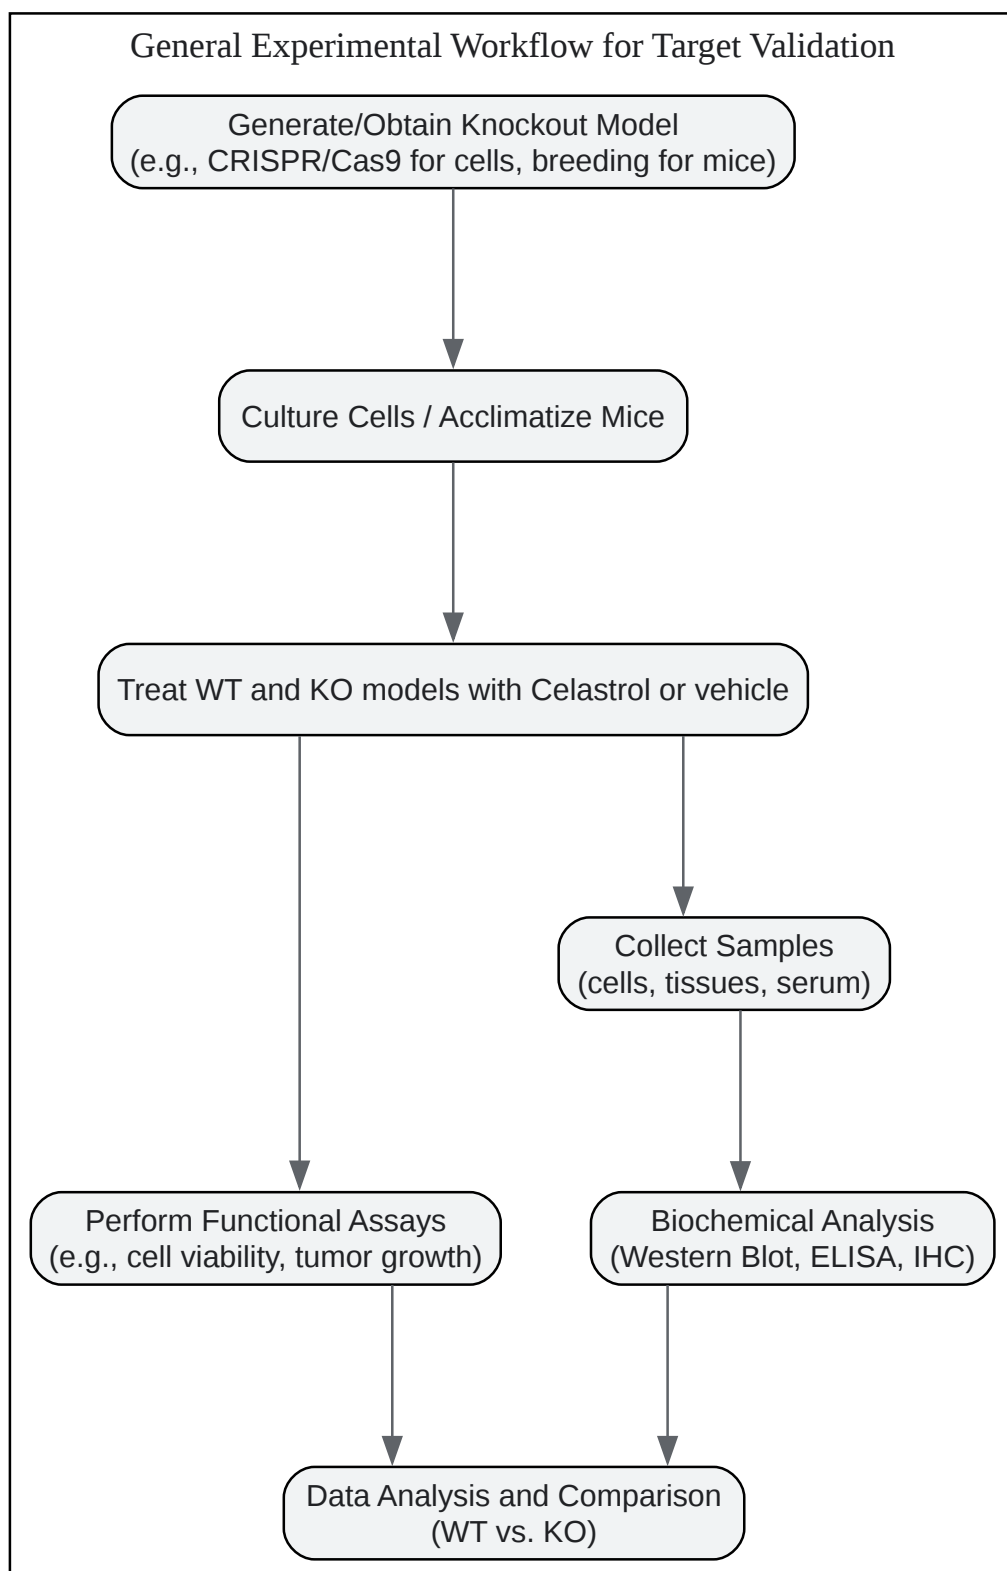 General Experimental Workflow for Target Validation
Generate/Obtain Knockout Model
(e.g., CRISPR/Cas9 for cells, breeding for mice)
Culture Cells / Acclimatize Mice
Treat WT and KO models with Celastrol or vehicle
Collect Samples
(cells, tissues, serum)
Perform Functional Assays
(e.g., cell viability, tumor growth)
Biochemical Analysis
(Western Blot, ELISA, IHC)
Data Analysis and Comparison
(WT vs. KO)